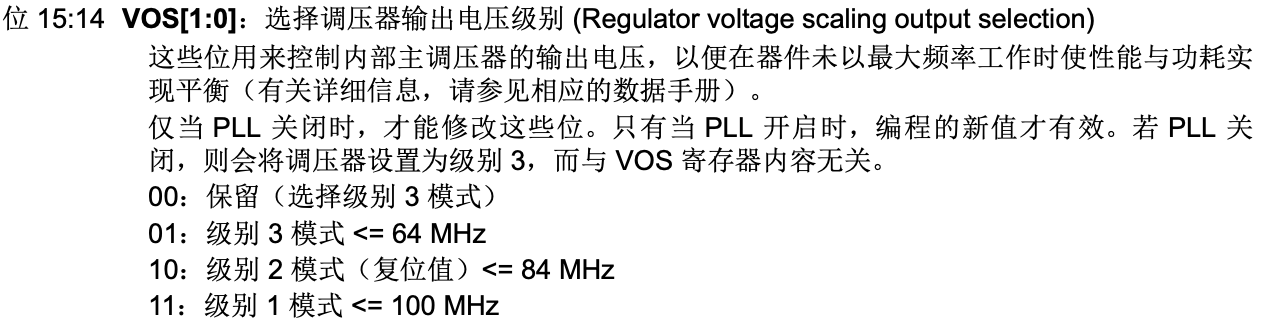 位 15:14 VOS[1:0]：选择调压器输出电压级别 (Regulator voltage scaling output selection)
这些位用来控制内部主调压器的输出电压，以便在器件未以最大频率工作时使性能与功耗实
现平衡（有关详细信息，请参见相应的数据手册）。
仅当 PLL 关闭时，才能修改这些位。只有当 PLL 开启时，编程的新值才有效。若 PLL 关
闭，则会将调压器设置为级别 3，而与 VOS 寄存器内容无关。
00：保留（选择级别 3 模式）
01：级别 3 模式 <= 64 MHz
10：级别 2 模式（复位值）<= 84 MHz
11：级别 1 模式 <= 100 MHz